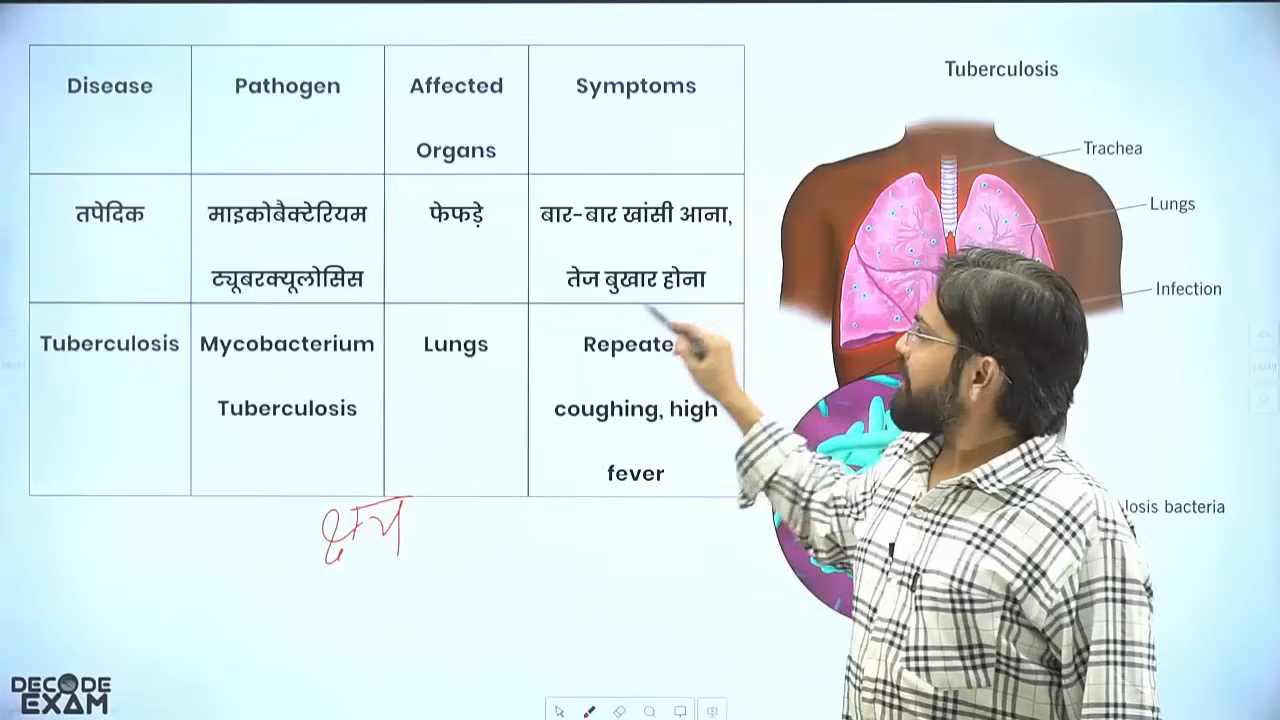 Disease
Pathogen
Affected
Organs
Symptoms
तपेदिक
माइकोबैक्टेरियम
ट्यूबरक्यूलोसिस
फेफड़े
बार-बार खांसी आना,
तेज बुखार होना
Tuberculosis
Mycobacterium
Tuberculosis
Lungs
Repeate
coughing, high
fever
क्षय
Tuberculosis
Trachea
Lungs
Infection
losis bacteria
DECODE
EXAM